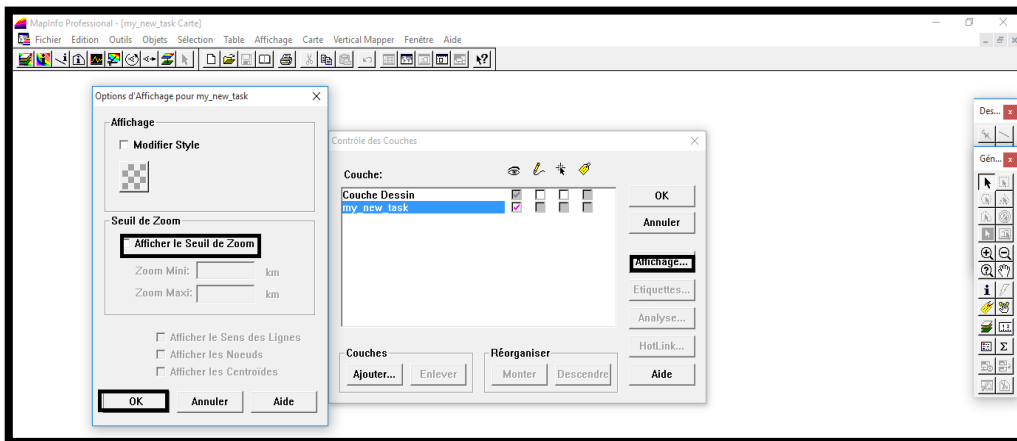 MapInfo Professional - [my_new_task Carte]
Fichier Edition Outils Objets Sélection Table Affichage Carte Vertical Mapper Fenêtre Aide
Options d'Affichage pour my_new_task
Affichage
Modifier Style
Seuil de Zoom
Afficher le Seuil de Zoom
Zoom Mini: km
Zoom Maxi: km
Afficher le Sens des Lignes
Afficher les Noeuds
Afficher les Centroïdes
OK Annuler Aide
Contrôle des Couches
Couche:
Couche Dessin
my_new_task
OK
Annuler
Affichage...
Etiquettes...
Analyse...
HotLink...
Aide
Couches
Ajouter... Enlever
Réorganiser
Monter Descendre
Des...
Gén...